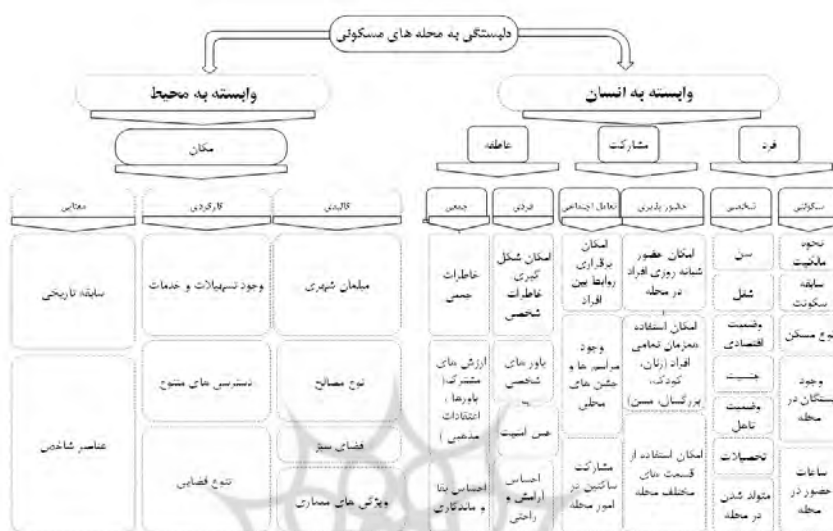 دلبستگی به محله های مسکونی
وابسته به انسان
وابسته به محیط
فرد
مشارکت
عاطفه
مکان
سکونتی
شخصی
حضور پذیری
تعامل اجتماعی
فردی
جمعی
کالبدی
کارکردی
معنایی
نحوه
مالکیت
سابقه
سکونت
نوع مسکن
وجود
بستگان در
محله
ساعات
حضور در
محله
سن
شغل
وضعیت
اقتصادی
جنسیت
وضعیت
تاهل
تحصیلات
متولد شدن
در محله
امکان حضور
شبانه روزی افراد
در محله
امکان استفاده
همزمان تمامی
افراد (زنان،
کودک،
بزرگسال، مسن)
امکان استفاده از
قسمت های
مختلف محله
امکان
برقراری
روابط بین
افراد
وجود
مراسم ها و
جشن های
محلی
مشارکت
ساکنین در
امور محله
امکان شکل
گیری
خاطرات
شخصی
باور های
شخصی
حس امنیت
احساس
آرامش و
راحتی
خاطرات
جمعی
ارزش های
مشترک(
باورها ،
اعتقادات
مذهبی )
احساس بقا
و ماندگاری
مبلمان شهری
نوع مصالح
فضای سبز
ویژگی های معماری
وجود تسهیلات و خدمات
دسترسی های متنوع
تنوع فضایی
سابقه تاریخی
عناصر شاخص